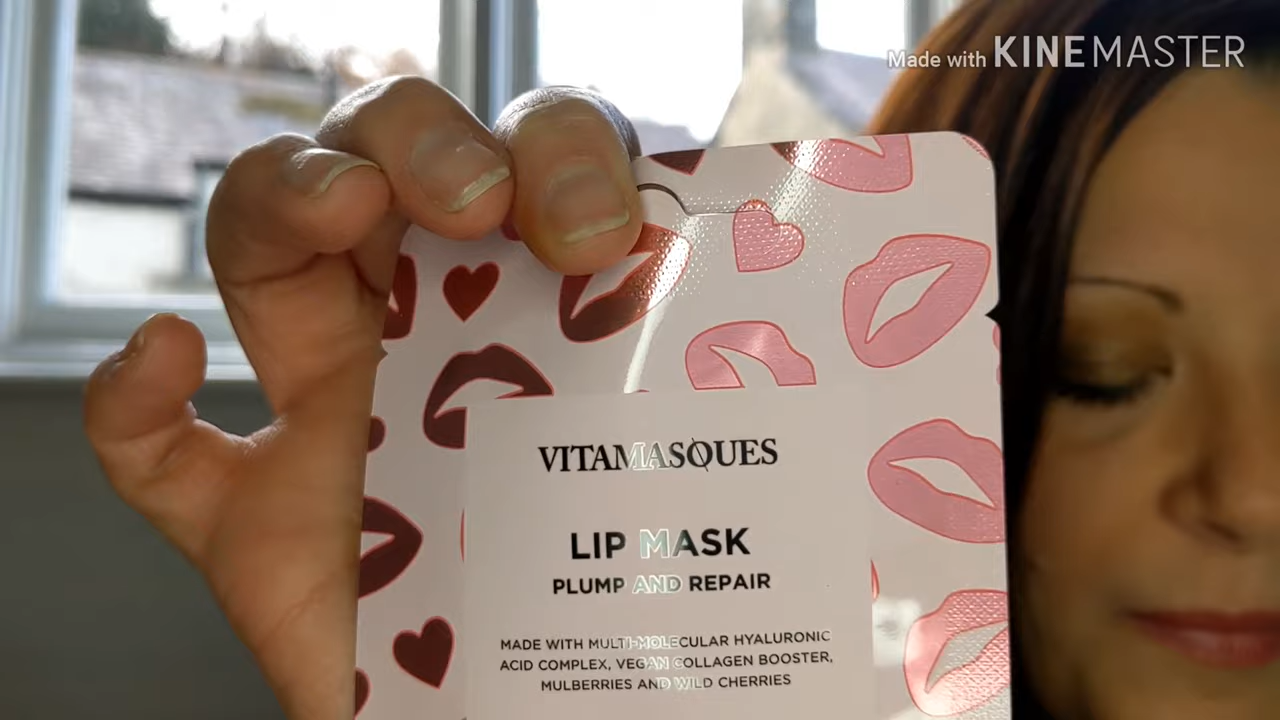 Made with KINEMASTER
VITAMASQUES
LIP MASK
PLUMP AND REPAIR
MADE WITH MULTI-MOLECULAR HYALURONIC
ACID COMPLEX, VEGAN COLLAGEN BOOSTER,
MULBERRIES AND WILD CHERRIES